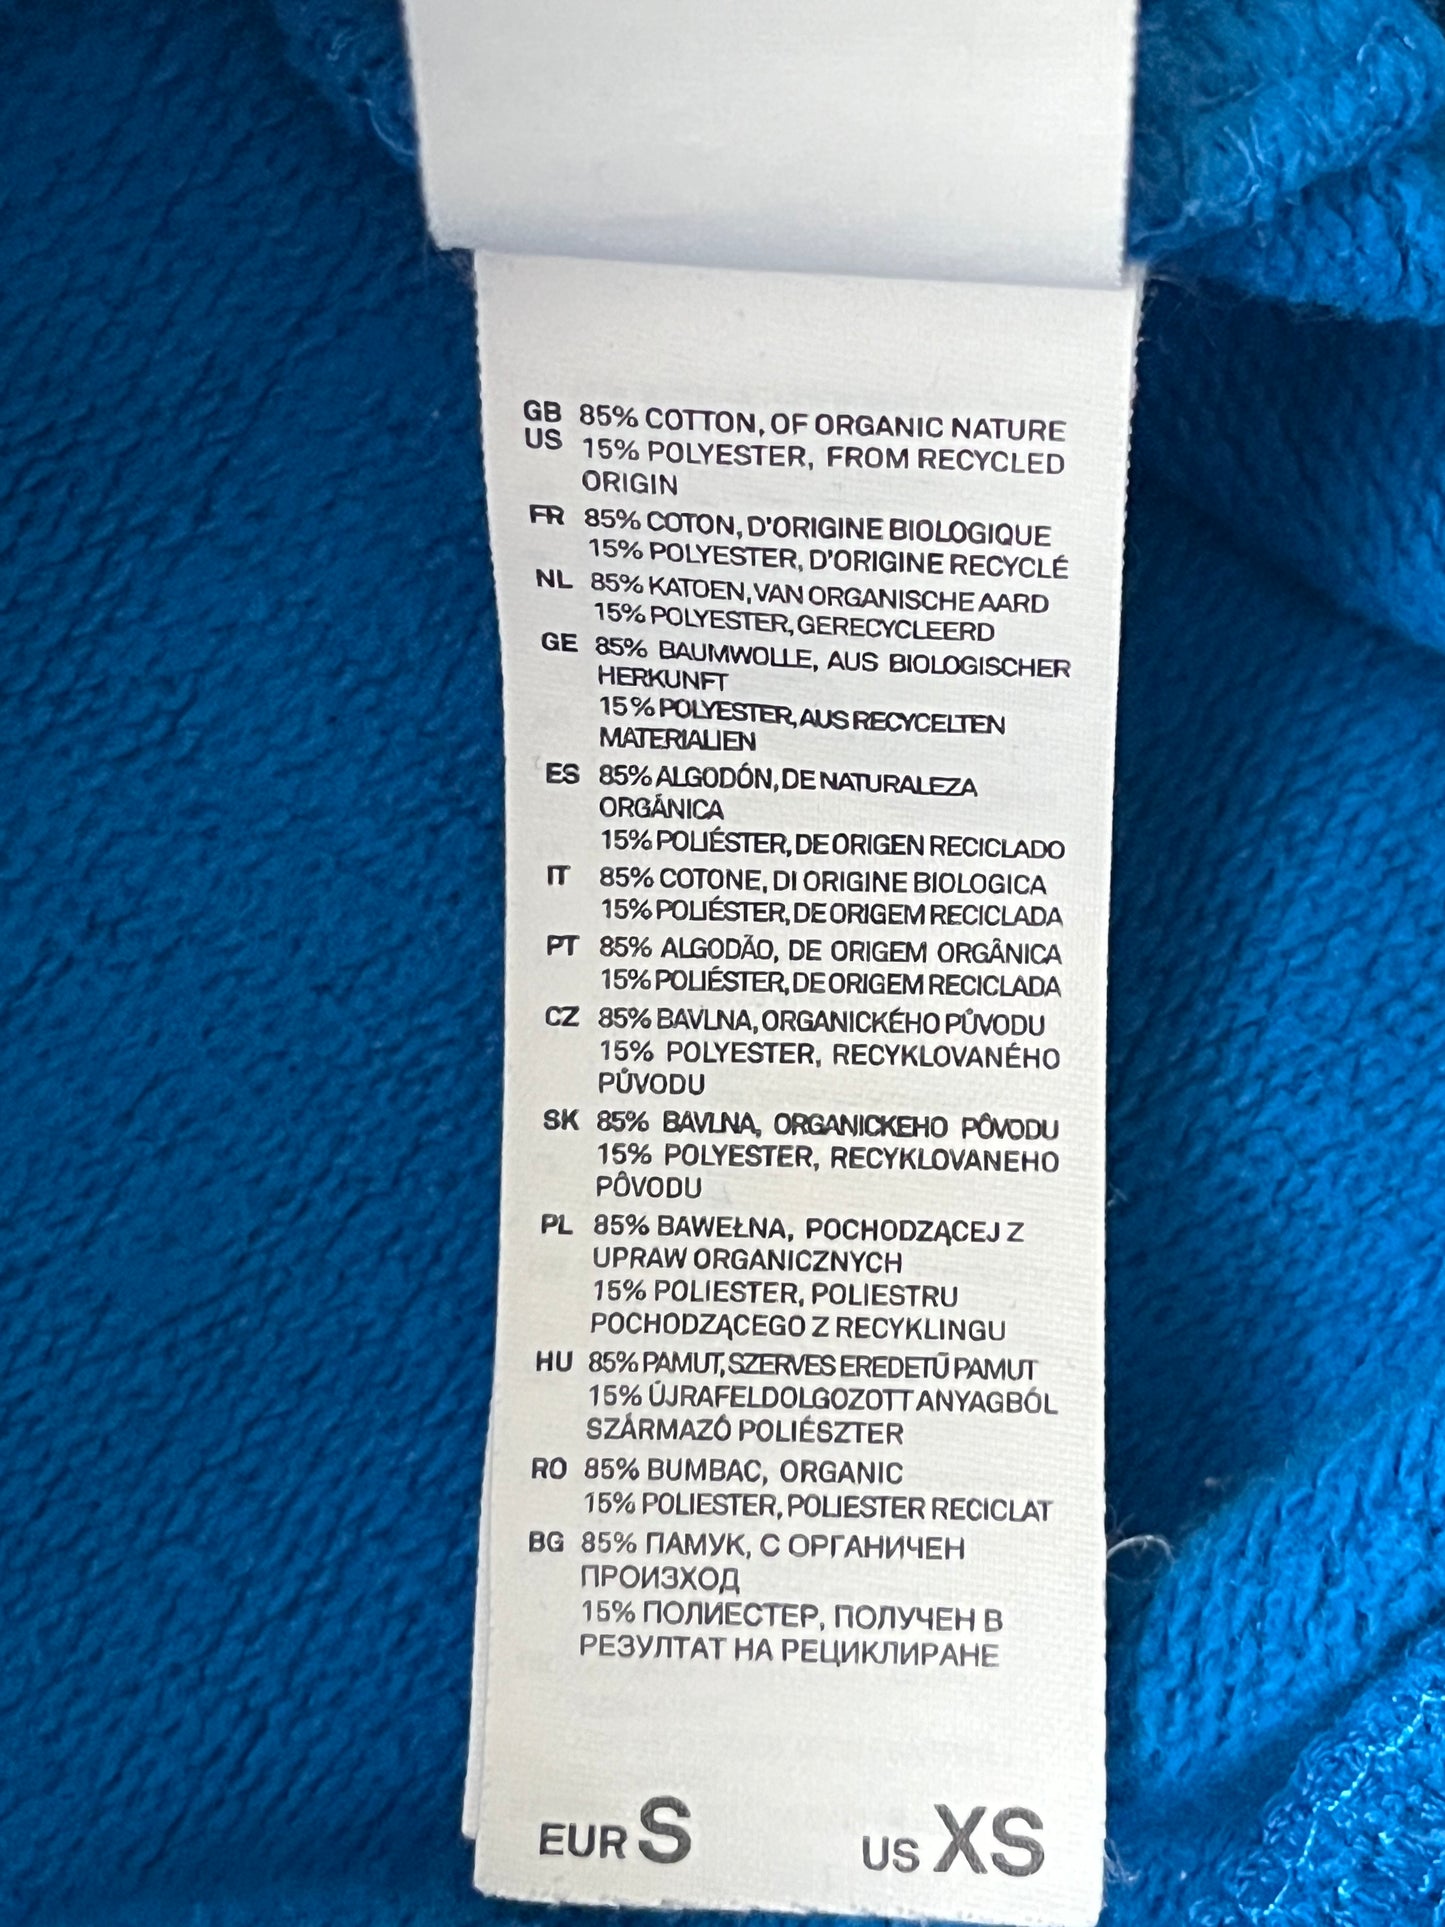 GB 85% COTTON, OF ORGANIC NATURE
US 15% POLYESTER, FROM RECYCLED
ORIGIN
FR 85% COTON, D'ORIGINE BIOLOGIQUE
15% POLYESTER, D'ORIGINE RECYCLÉ
NL 85% KATOEN, VAN ORGANISCHE AARD
15% POLYESTER, GERECYCLEERD
GE 85% BAUMWOLLE, AUS BIOLOGISCHER
HERKUNFT
15% POLYESTER, AUS RECYCELTEN
MATERIALIEN
ES 85% ALGODÓN, DE NATURALEZA
ORGÁNICA
15% POLIÉSTER, DE ORIGEN RECICLADO
IT 85% COTONE, DI ORIGINE BIOLOGICA
15% POLIÉSTER, DE ORIGEM RECICLADA
PT 85% ALGODÃO, DE ORIGEM ORGÂNICA
15% POLIÉSTER, DE ORIGEM RECICLADA
CZ 85% BAVLNA, ORGANICKÉHO PŮVODU
15% POLYESTER, RECYKLOVANÉHO
PŮVODU
SK 85% BAVLNA, ORGANICKEHO PÔVODU
15% POLYESTER, RECYKLOVANEHO
PÔVODU
PL 85% BAWEŁNA, POCHODZĄCEJ Z
UPRAW ORGANICZNYCH
15% POLIESTER, POLIESTRU
POCHODZĄCEGO Z RECYKLINGU
HU 85% PAMUT, SZERVES EREDETŰ PAMUT
15% ÚJRAFELDOLGOZOTT ANYAGBÓL
SZÁRMAZÓ POLIÉSZTER
RO 85% BUMBAC, ORGANIC
15% POLIESTER, POLIESTER RECICLAT
BG 85% ПАМУК, С ОРГАНИЧЕН
ПРОИЗХОД
15% ПОЛИЕСТЕР, ПОЛУЧЕН В
РЕЗУЛТАТ НА РЕЦИКЛИРАНЕ
EUR S US XS